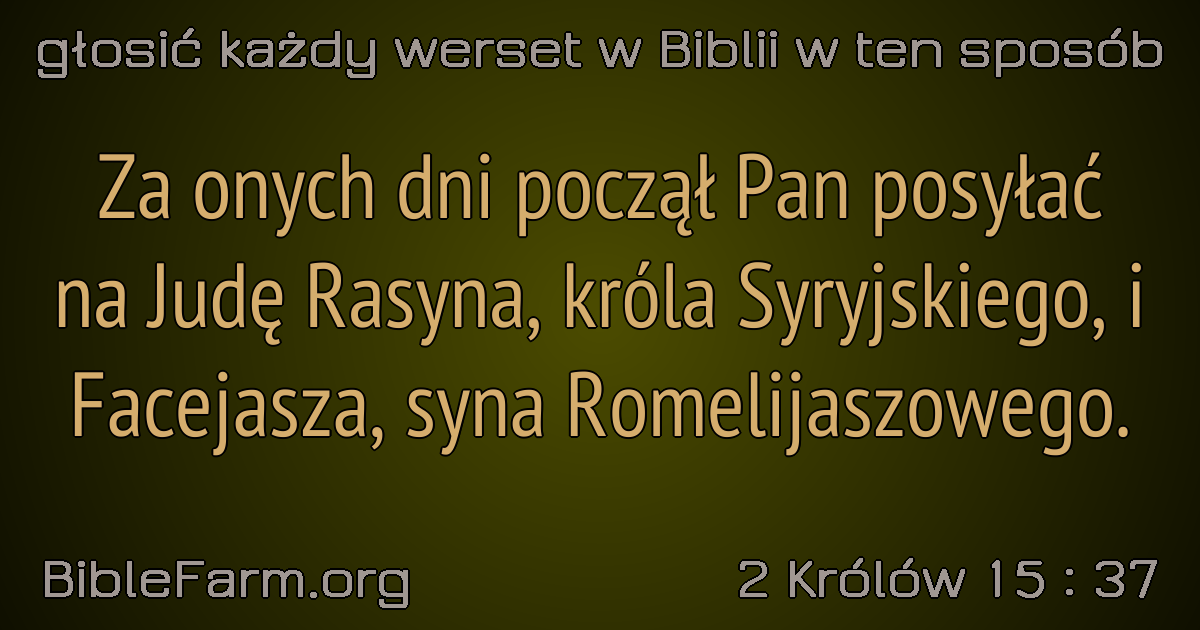 głosić każdy werset w Biblii w ten sposób
Za onych dni począł Pan posyłać
na Judę Rasyna, króla Syryjskiego, i
Facejasza, syna Romelijaszowego.
BibleFarm.org
2 Królów 15 : 37